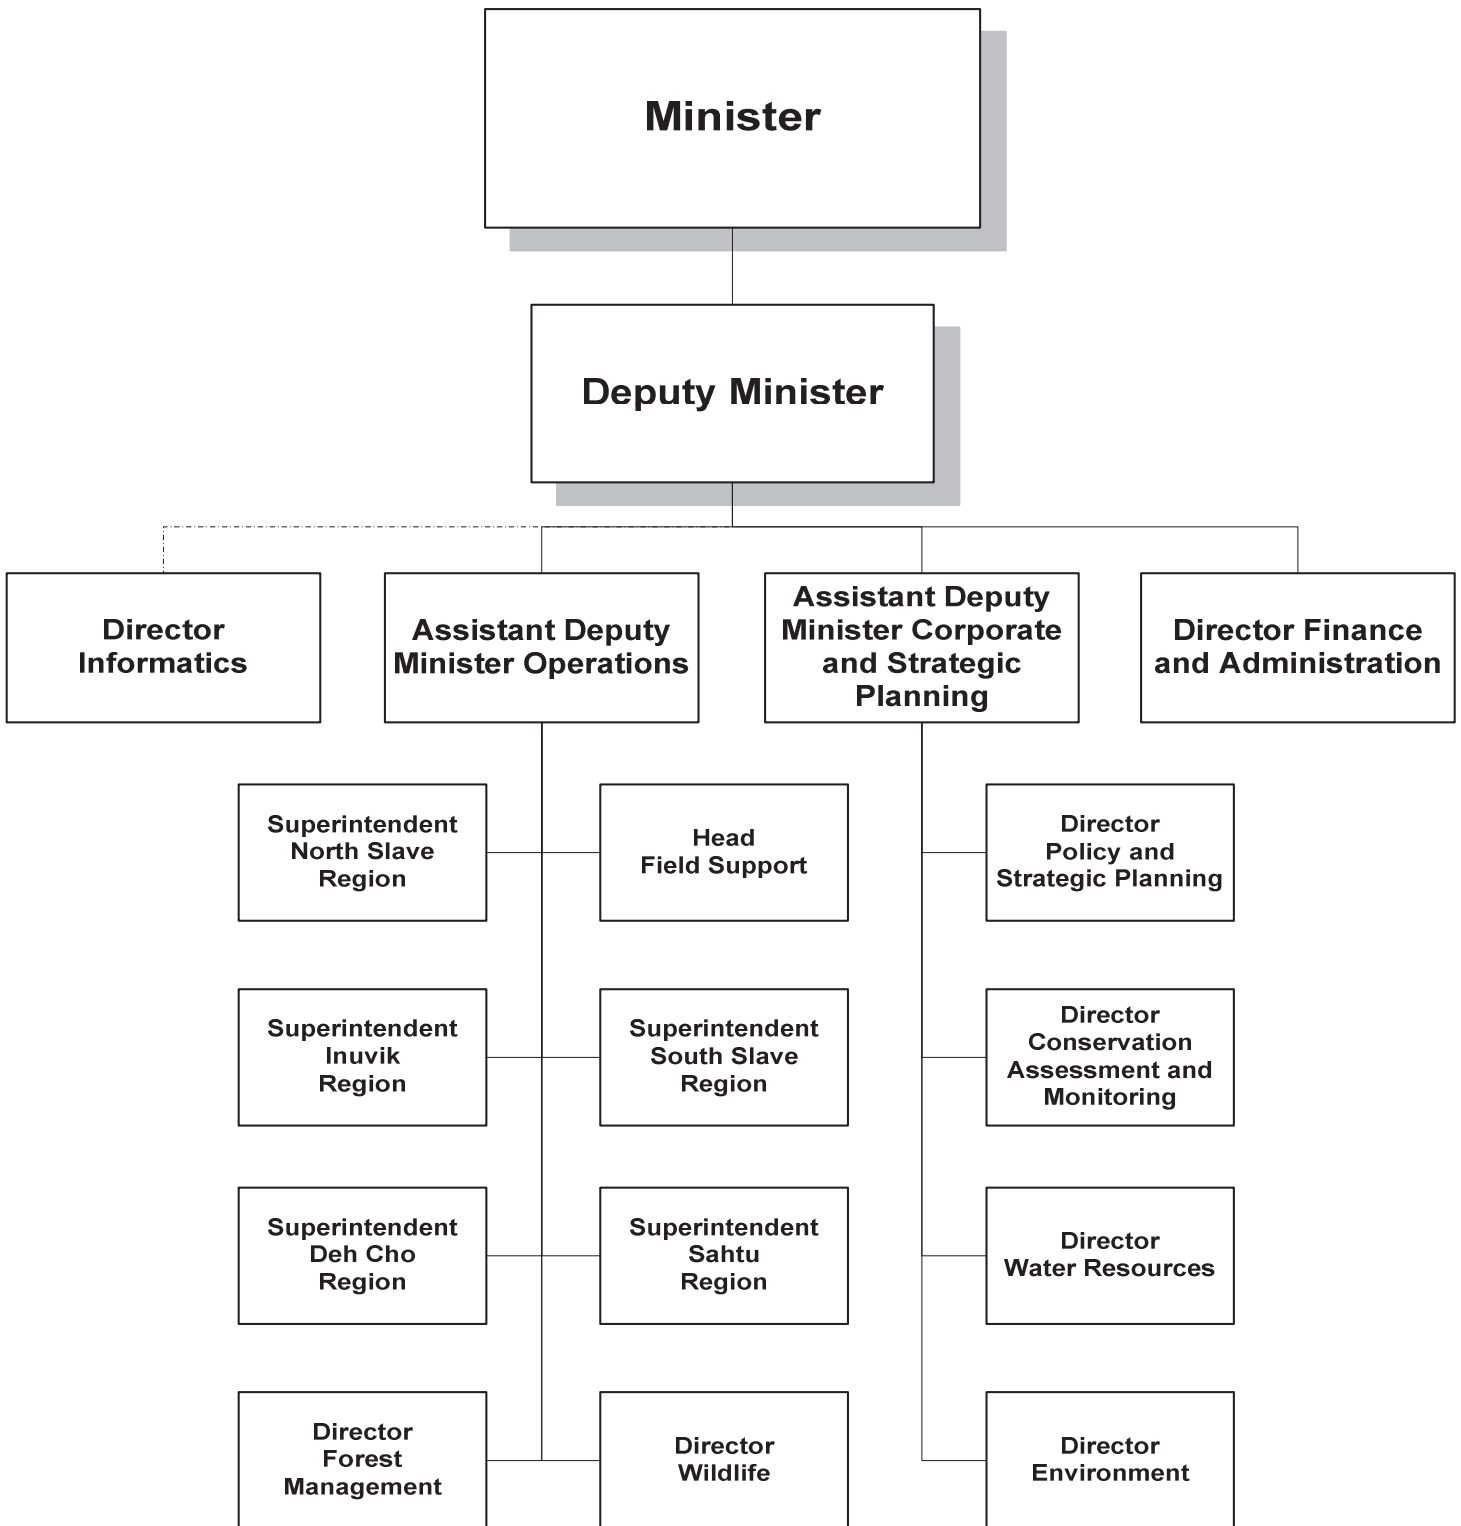 Minister
Deputy Minister
Director
Informatics
Assistant Deputy
Minister Operations
Assistant Deputy
Minister Corporate
and Strategic
Planning
Director Finance
and Administration
Superintendent
North Slave
Region
Head
Field Support
Director
Policy and
Strategic Planning
Superintendent
Inuvik
Region
Superintendent
South Slave
Region
Director
Conservation
Assessment and
Monitoring
Superintendent
Deh Cho
Region
Superintendent
Sahtu
Region
Director
Water Resources
Director
Forest
Management
Director
Wildlife
Director
Environment